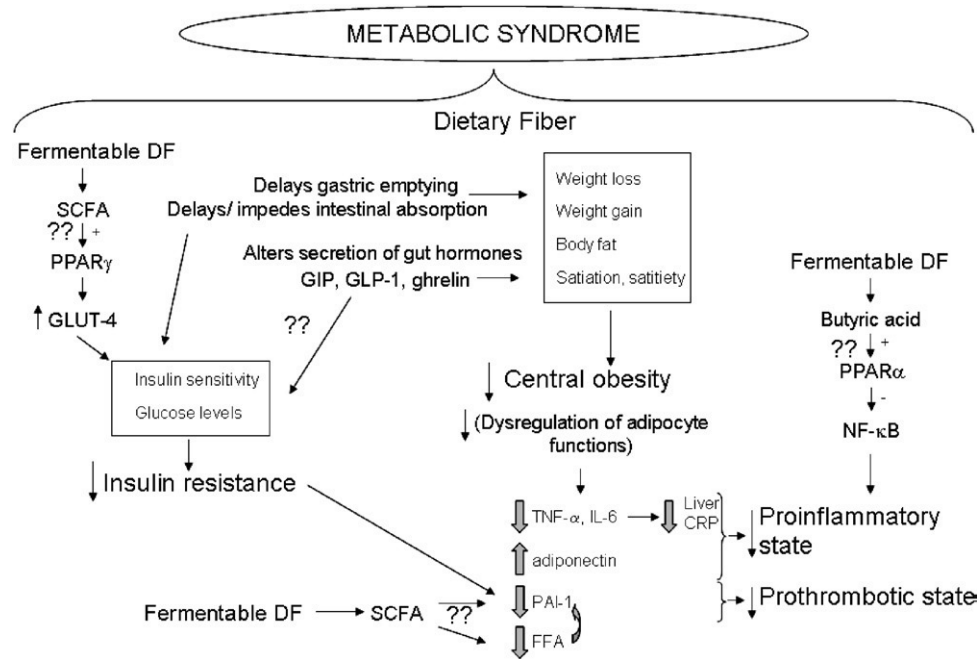 METABOLIC SYNDROME
Dietary Fiber
Fermentable DF
SCFA
?? +
PPARγ
GLUT-4
Delays gastric emptying
Delays/ impedes intestinal absorption
Alters secretion of gut hormones
GIP, GLP-1, ghrelin
??
Weight loss
Weight gain
Body fat
Satiation, satitiety
Insulin sensitivity
Glucose levels
Insulin resistance
Central obesity
(Dysregulation of adipocyte
functions)
Fermentable DF
Butyric acid
?? +
PPARα
-
NF-κB
TNF-α, IL-6
Liver
CRP
adiponectin
PAI-1
FFA
Proinflammatory
state
Prothrombotic state
Fermentable DF
SCFA
??